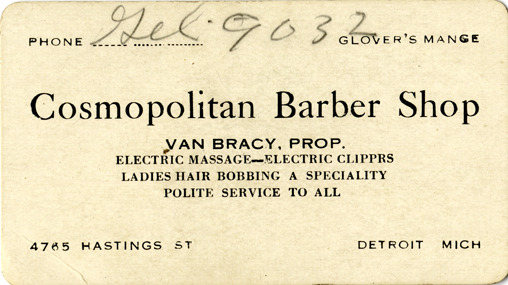 PHONE Gel. 9032 GLOVER'S MANGE
Cosmopolitan Barber Shop
VAN BRACY, PROP.
ELECTRIC MASSAGE—ELECTRIC CLIPPRS
LADIES HAIR BOBBING A SPECIALITY
POLITE SERVICE TO ALL
4765 HASTINGS ST DETROIT MICH